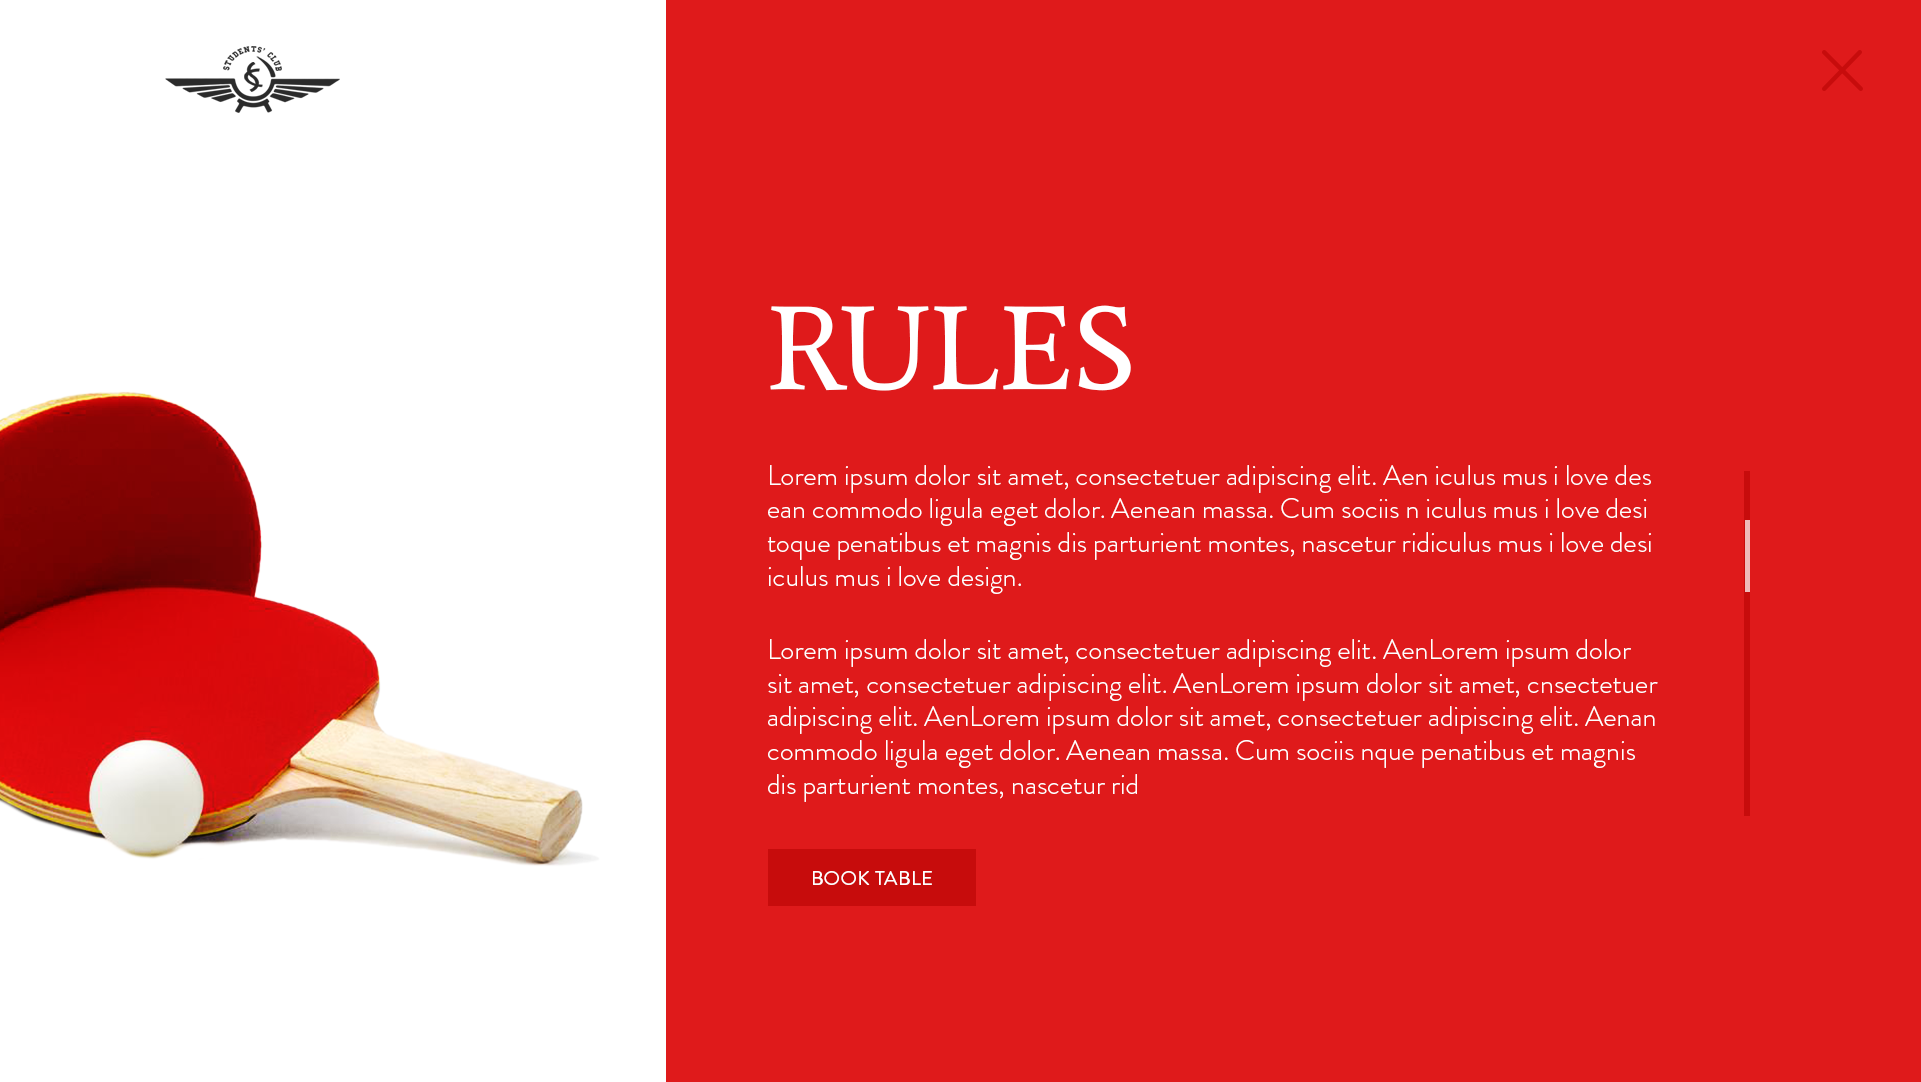 STUDENTS' CLUB
RULES
Lorem ipsum dolor sit amet, consectetuer adipiscing elit. Aen iculus mus i love des
ean commodo ligula eget dolor. Aenean massa. Cum sociis n iculus mus i love desi
toque penatibus et magnis dis parturient montes, nascetur ridiculus mus i love desi
iculus mus i love design.
Lorem ipsum dolor sit amet, consectetuer adipiscing elit. AenLorem ipsum dolor
sit amet, consectetuer adipiscing elit. AenLorem ipsum dolor sit amet, cnsectetuer
adipiscing elit. AenLorem ipsum dolor sit amet, consectetuer adipiscing elit. Aenan
commodo ligula eget dolor. Aenean massa. Cum sociis nque penatibus et magnis
dis parturient montes, nascetur rid
BOOK TABLE